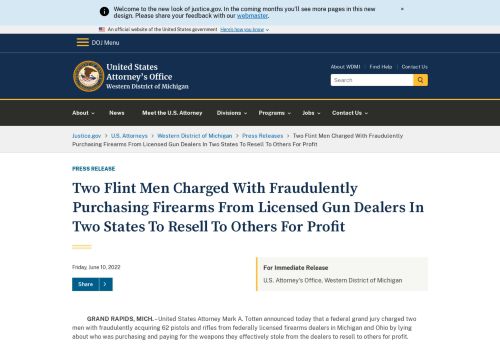 Welcome to the new look of justice.gov. In the coming months you'll see more pages in this new
design. Please share your feedback with our webmaster.
×
An official website of the United States government Here's how you know
DOJ Menu
United States
Attorney's Office
Western District of Michigan
About WDMI Find Help Contact Us
Search
About News Meet the U.S. Attorney Divisions Programs Jobs Contact Us
Justice.gov > U.S. Attorneys > Western District of Michigan > Press Releases > Two Flint Men Charged With Fraudulently
Purchasing Firearms From Licensed Gun Dealers In Two States To Resell To Others For Profit
PRESS RELEASE
Two Flint Men Charged With Fraudulently
Purchasing Firearms From Licensed Gun Dealers In
Two States To Resell To Others For Profit
Friday, June 10, 2022
Share >
For Immediate Release
U.S. Attorney's Office, Western District of Michigan
GRAND RAPIDS, MICH. – United States Attorney Mark A. Totten announced today that a federal grand jury charged two
men with fraudulently acquiring 62 pistols and rifles from federally licensed firearms dealers in Michigan and Ohio by lying
about who was purchasing and paying for the weapons they effectively stole from the dealers to resell to others for profit.